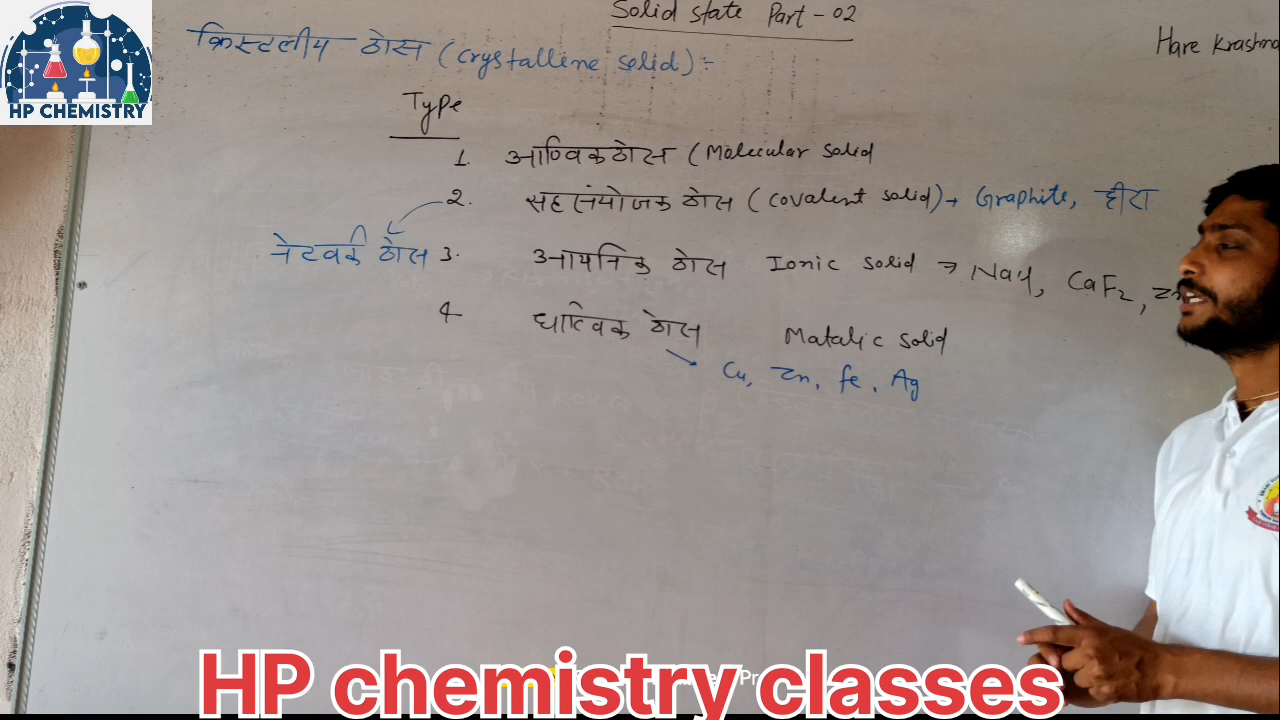 Solid state Part - 02
Hare Krashna
क्रिस्टलीय ठोस (Crystalline solid) :-
HP CHEMISTRY
Type
1. आण्विक ठोस (Molecular solid
2. सहसंयोजक ठोस (Covalent solid) → Graphite, हीरा
नेटवर्क ठोस
3. आयनिक ठोस Ionic solid → NaCl, CaF2,
4 धात्विक ठोस Matalic solid
Cu, Zn, Fe, Ag
HP chemistry classes